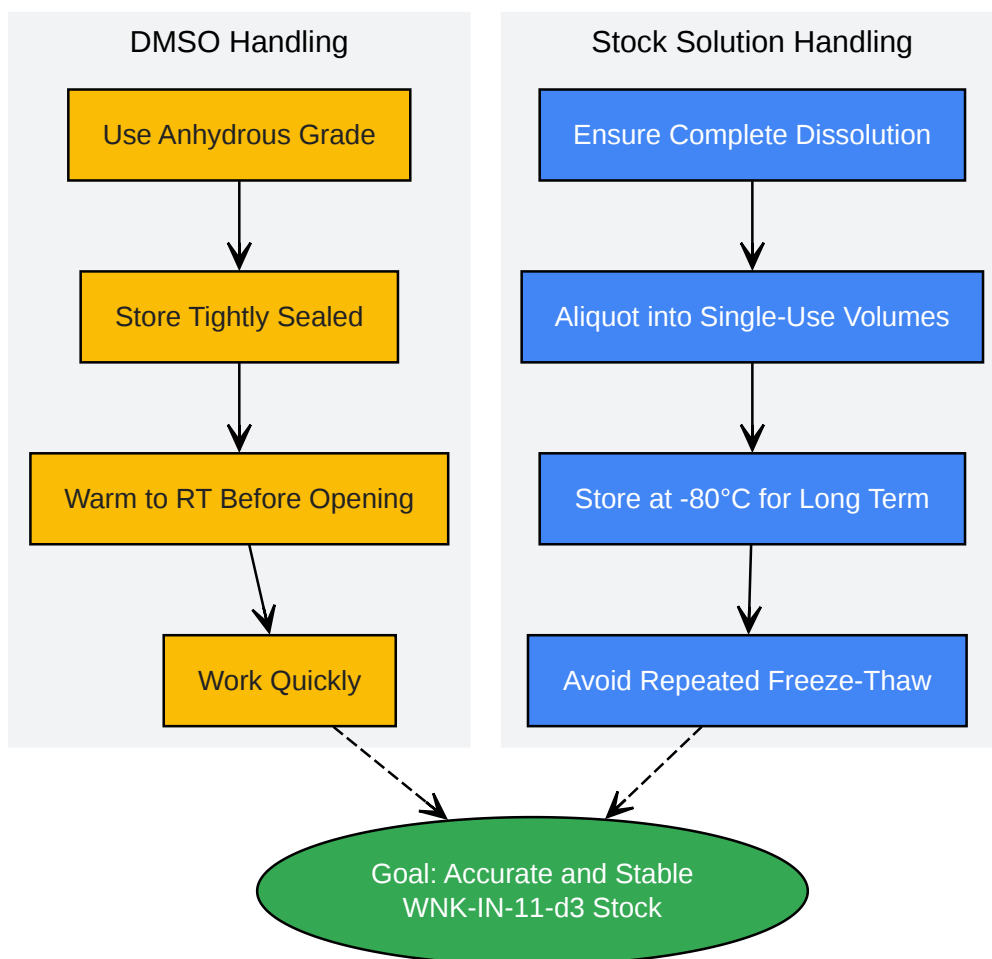 DMSO Handling
Use Anhydrous Grade
Store Tightly Sealed
Warm to RT Before Opening
Work Quickly
Stock Solution Handling
Ensure Complete Dissolution
Aliquot into Single-Use Volumes
Store at -80°C for Long Term
Avoid Repeated Freeze-Thaw
Goal: Accurate and Stable
WNK-IN-11-d3 Stock